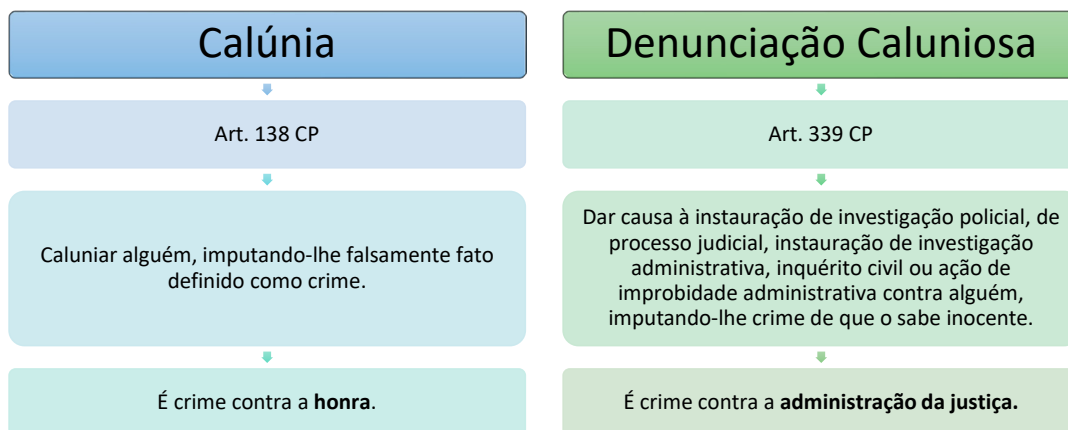 Calúnia
Art. 138 CP
Caluniar alguém, imputando-lhe falsamente fato
definido como crime.
É crime contra a honra.
Denunciação Caluniosa
Art. 339 CP
Dar causa à instauração de investigação policial, de
processo judicial, instauração de investigação
administrativa, inquérito civil ou ação de
improbidade administrativa contra alguém,
imputando-lhe crime de que o sabe inocente.
É crime contra a administração da justiça.